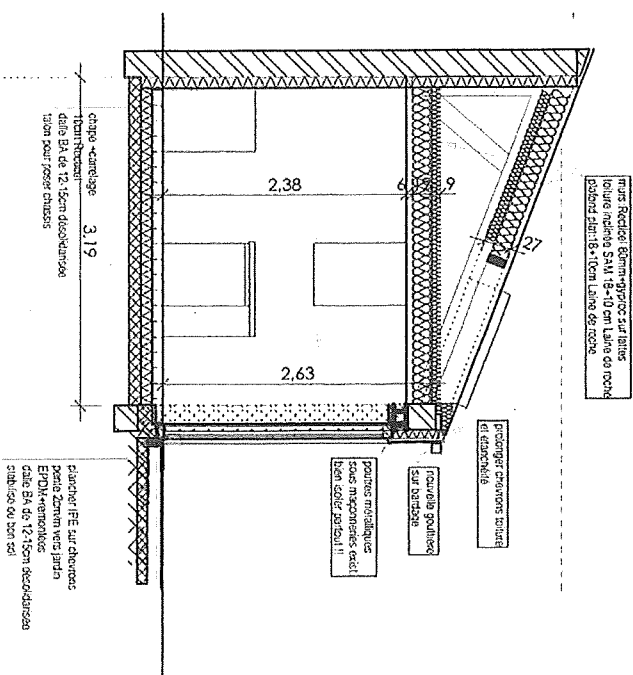 murs :Recticel 80mm+gyproc sur lattes
toiture inclinée SAM 18+10 cm Laine de roche
plafond plat:18+10cm Laine de roche
27
prolonger chevrons toiture
et étanchéité
nouvelle gouttière
sur bardage
poutres métalliques
sous maçonneries exist.
bien isoler partout !!
2,38
9
2,63
3.19
chape +carrelage
10cm Recticel
dalle BA de 12-15cm désolidarisée
talon pour poser chassis
plancher IPE sur chevrons
pente 2cm/m vers jardin
EPDM+remontées
dalle BA de 12-15cm désolidarisée
stabilisé ou bon sol